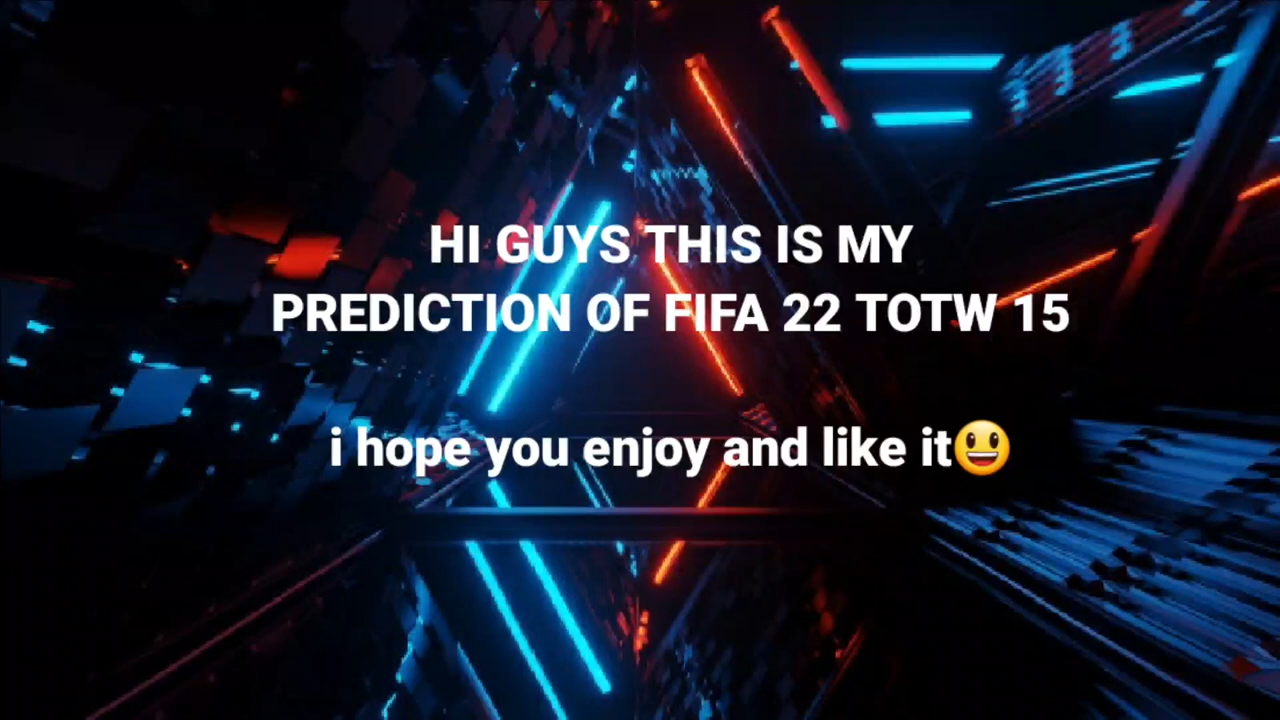 HI GUYS THIS IS MY
PREDICTION OF FIFA 22 TOTW 15
i hope you enjoy and like it😃